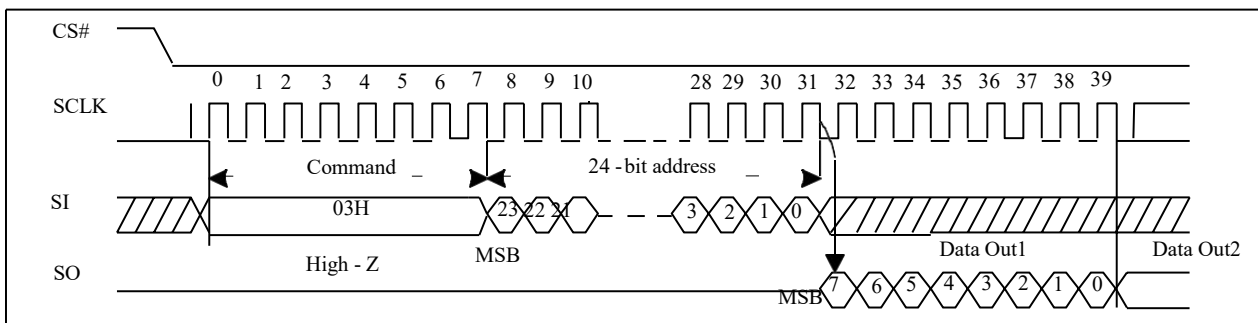 CS#
0 1 2 3 4 5 6 7 8 9 10 28 29 30 31 32 33 34 35 36 37 38 39
SCLK
Command 24 -bit address
SI 03H 23 22 21 3 2 1 0
MSB Data Out1 Data Out2
High - Z
SO
MSB 7 6 5 4 3 2 1 0